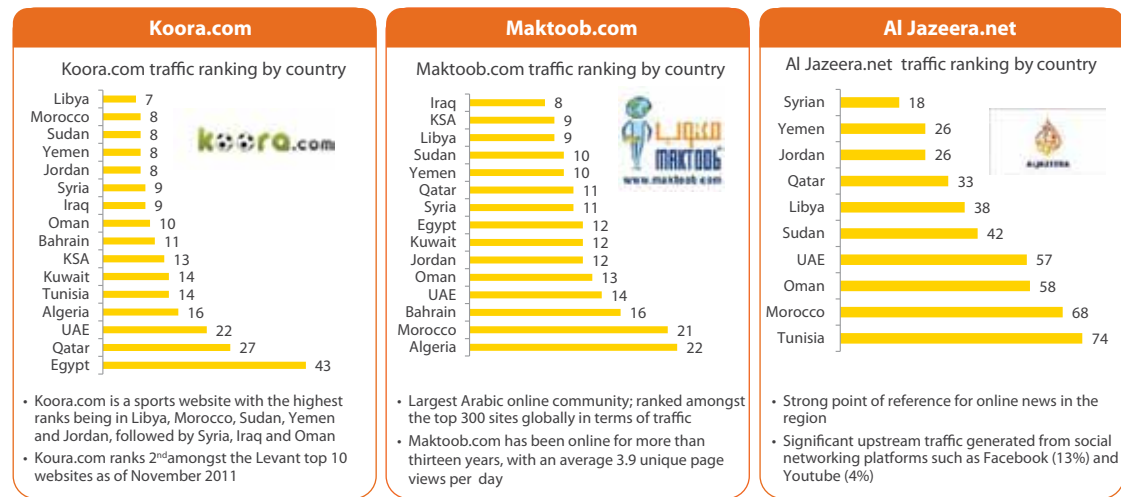 Koora.com
Koora.com traffic ranking by country
Libya 7
Morocco 8
Sudan 8
Yemen 8
Jordan 8
Syria 9
Iraq 9
Oman 10
Bahrain 11
KSA 13
Kuwait 14
Tunisia 14
Algeria 16
UAE 22
Qatar 27
Egypt 43
koora.com
• Koora.com is a sports website with the highest
ranks being in Libya, Morocco, Sudan, Yemen
and Jordan, followed by Syria, Iraq and Oman
• Koura.com ranks 2nd amongst the Levant top 10
websites as of November 2011
Maktoob.com
Maktoob.com traffic ranking by country
Iraq 8
KSA 9
Libya 9
Sudan 10
Yemen 10
Qatar 11
Syria 11
Egypt 12
Kuwait 12
Jordan 12
Oman 13
UAE 14
Bahrain 16
Morocco 21
Algeria 22
مكتوب
MAKTOOB
www.maktoob.com
• Largest Arabic online community; ranked amongst
the top 300 sites globally in terms of traffic
• Maktoob.com has been online for more than
thirteen years, with an average 3.9 unique page
views per day
Al Jazeera.net
Al Jazeera.net traffic ranking by country
Syrian 18
Yemen 26
Jordan 26
Qatar 33
Libya 38
Sudan 42
UAE 57
Oman 58
Morocco 68
Tunisia 74
ALJAZEERA
• Strong point of reference for online news in the
region
• Significant upstream traffic generated from social
networking platforms such as Facebook (13%) and
Youtube (4%)